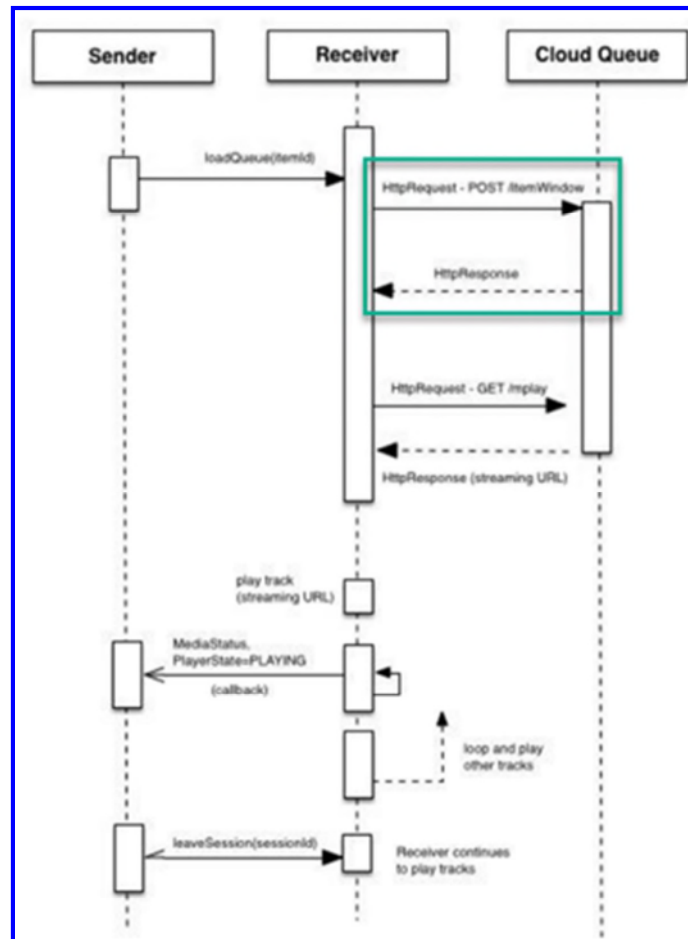 Sender
Receiver
Cloud Queue
loadQueue(itemId)
HttpRequest - POST /itemWindow
HttpResponse
HttpRequest - GET /mplay
HttpResponse (streaming URL)
play track
(streaming URL)
MediaStatus,
PlayerState=PLAYING
(callback)
loop and play
other tracks
leaveSession(sessionId)
Receiver continues
to play tracks